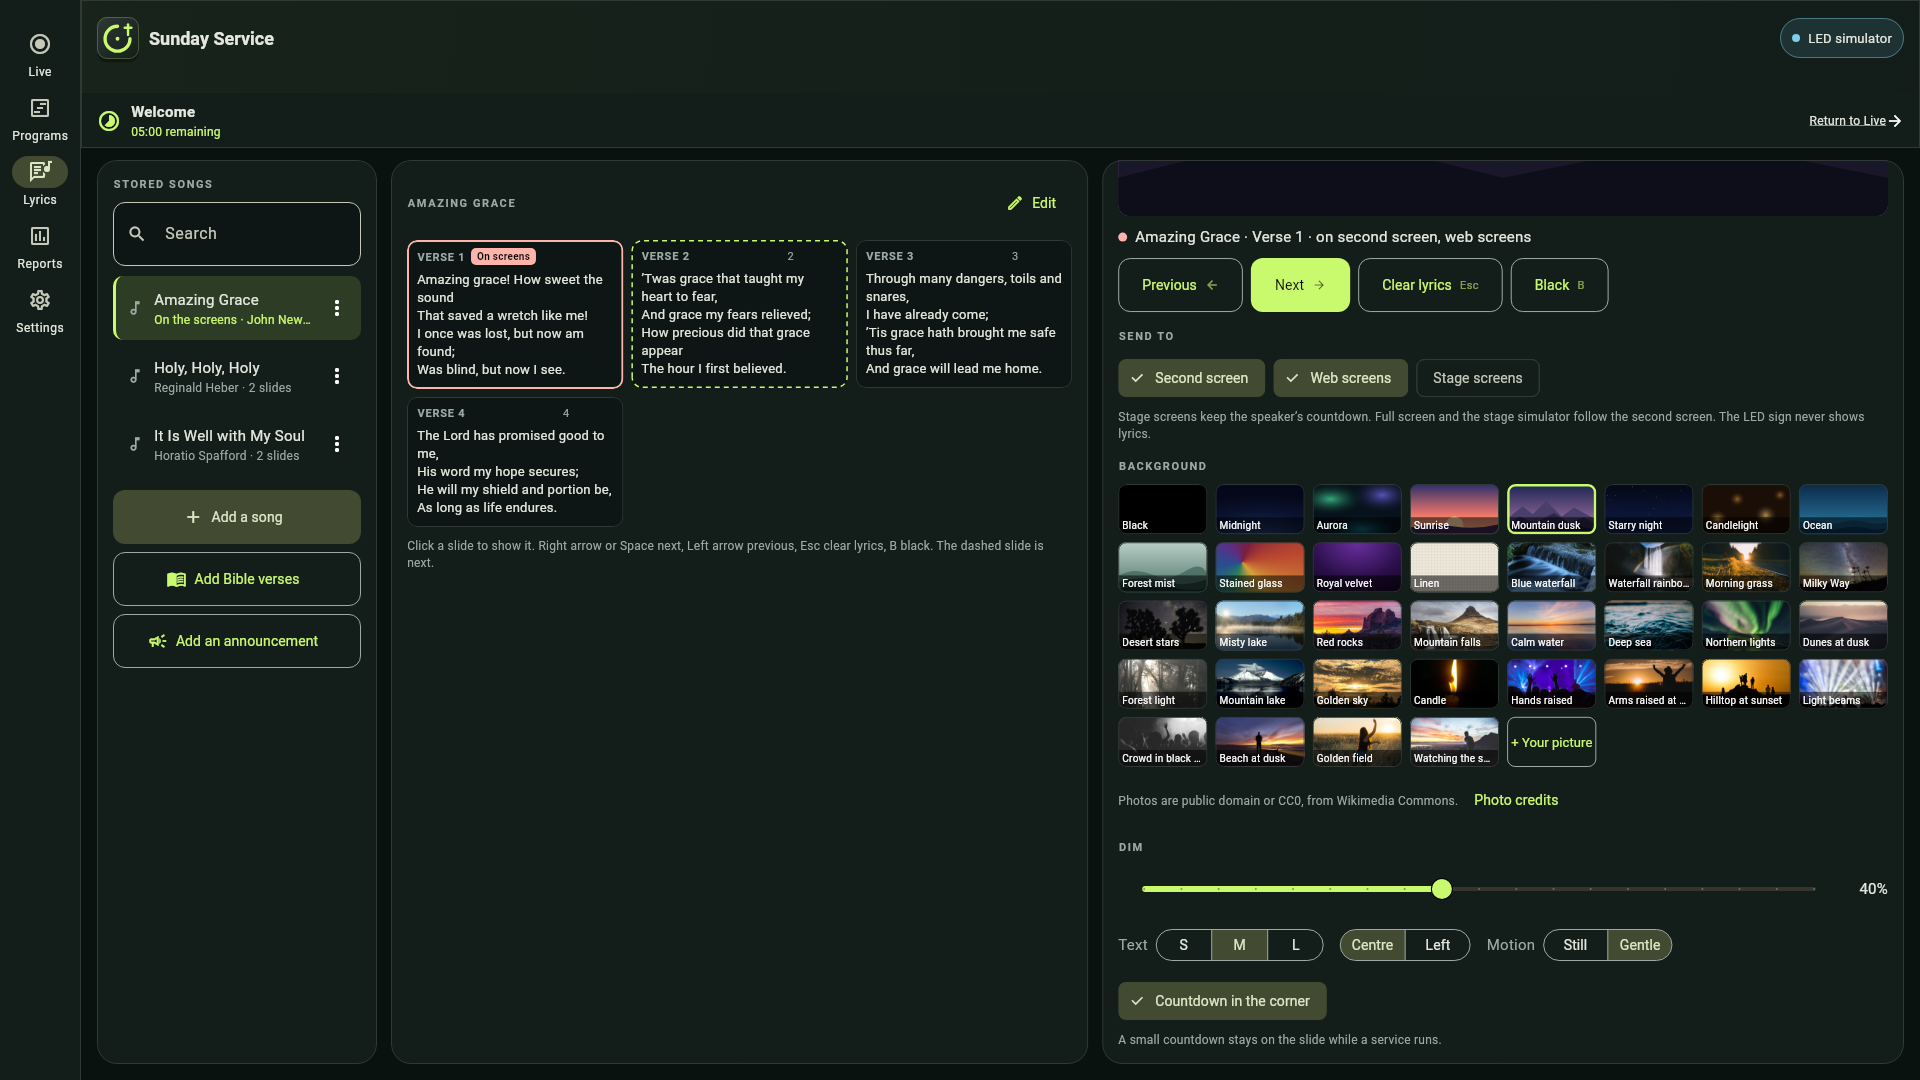 Sunday Service
LED simulator
Live
Programs
Lyrics
Reports
Settings
Welcome
05:00 remaining
Return to Live
STORED SONGS
Search
Amazing Grace
On the screens · John New…
Holy, Holy, Holy
Reginald Heber · 2 slides
It Is Well with My Soul
Horatio Spafford · 2 slides
Add a song
Add Bible verses
Add an announcement
AMAZING GRACE
Edit
VERSE 1 On screens
Amazing grace! How sweet the
sound
That saved a wretch like me!
I once was lost, but now am
found;
Was blind, but now I see.
VERSE 2 2
’Twas grace that taught my
heart to fear,
And grace my fears relieved;
How precious did that grace
appear
The hour I first believed.
VERSE 3 3
Through many dangers, toils and
snares,
I have already come;
’Tis grace hath brought me safe
thus far,
And grace will lead me home.
VERSE 4 4
The Lord has promised good to
me,
His word my hope secures;
He will my shield and portion be,
As long as life endures.
Click a slide to show it. Right arrow or Space next, Left arrow previous, Esc clear lyrics, B black. The dashed slide is
next.
Amazing Grace · Verse 1 · on second screen, web screens
Previous
Next
Clear lyrics Esc
Black B
SEND TO
Second screen
Web screens
Stage screens
Stage screens keep the speaker’s countdown. Full screen and the stage simulator follow the second screen. The LED sign never shows
lyrics.
BACKGROUND
Black
Midnight
Aurora
Sunrise
Mountain dusk
Starry night
Candlelight
Ocean
Forest mist
Stained glass
Royal velvet
Linen
Blue waterfall
Waterfall rainbo…
Morning grass
Milky Way
Desert stars
Misty lake
Red rocks
Mountain falls
Calm water
Deep sea
Northern lights
Dunes at dusk
Forest light
Mountain lake
Golden sky
Candle
Hands raised
Arms raised at …
Hilltop at sunset
Light beams
Crowd in black …
Beach at dusk
Golden field
Watching the s…
+ Your picture
Photos are public domain or CC0, from Wikimedia Commons.
Photo credits
DIM
40%
Text S M L
Centre Left
Motion Still Gentle
Countdown in the corner
A small countdown stays on the slide while a service runs.